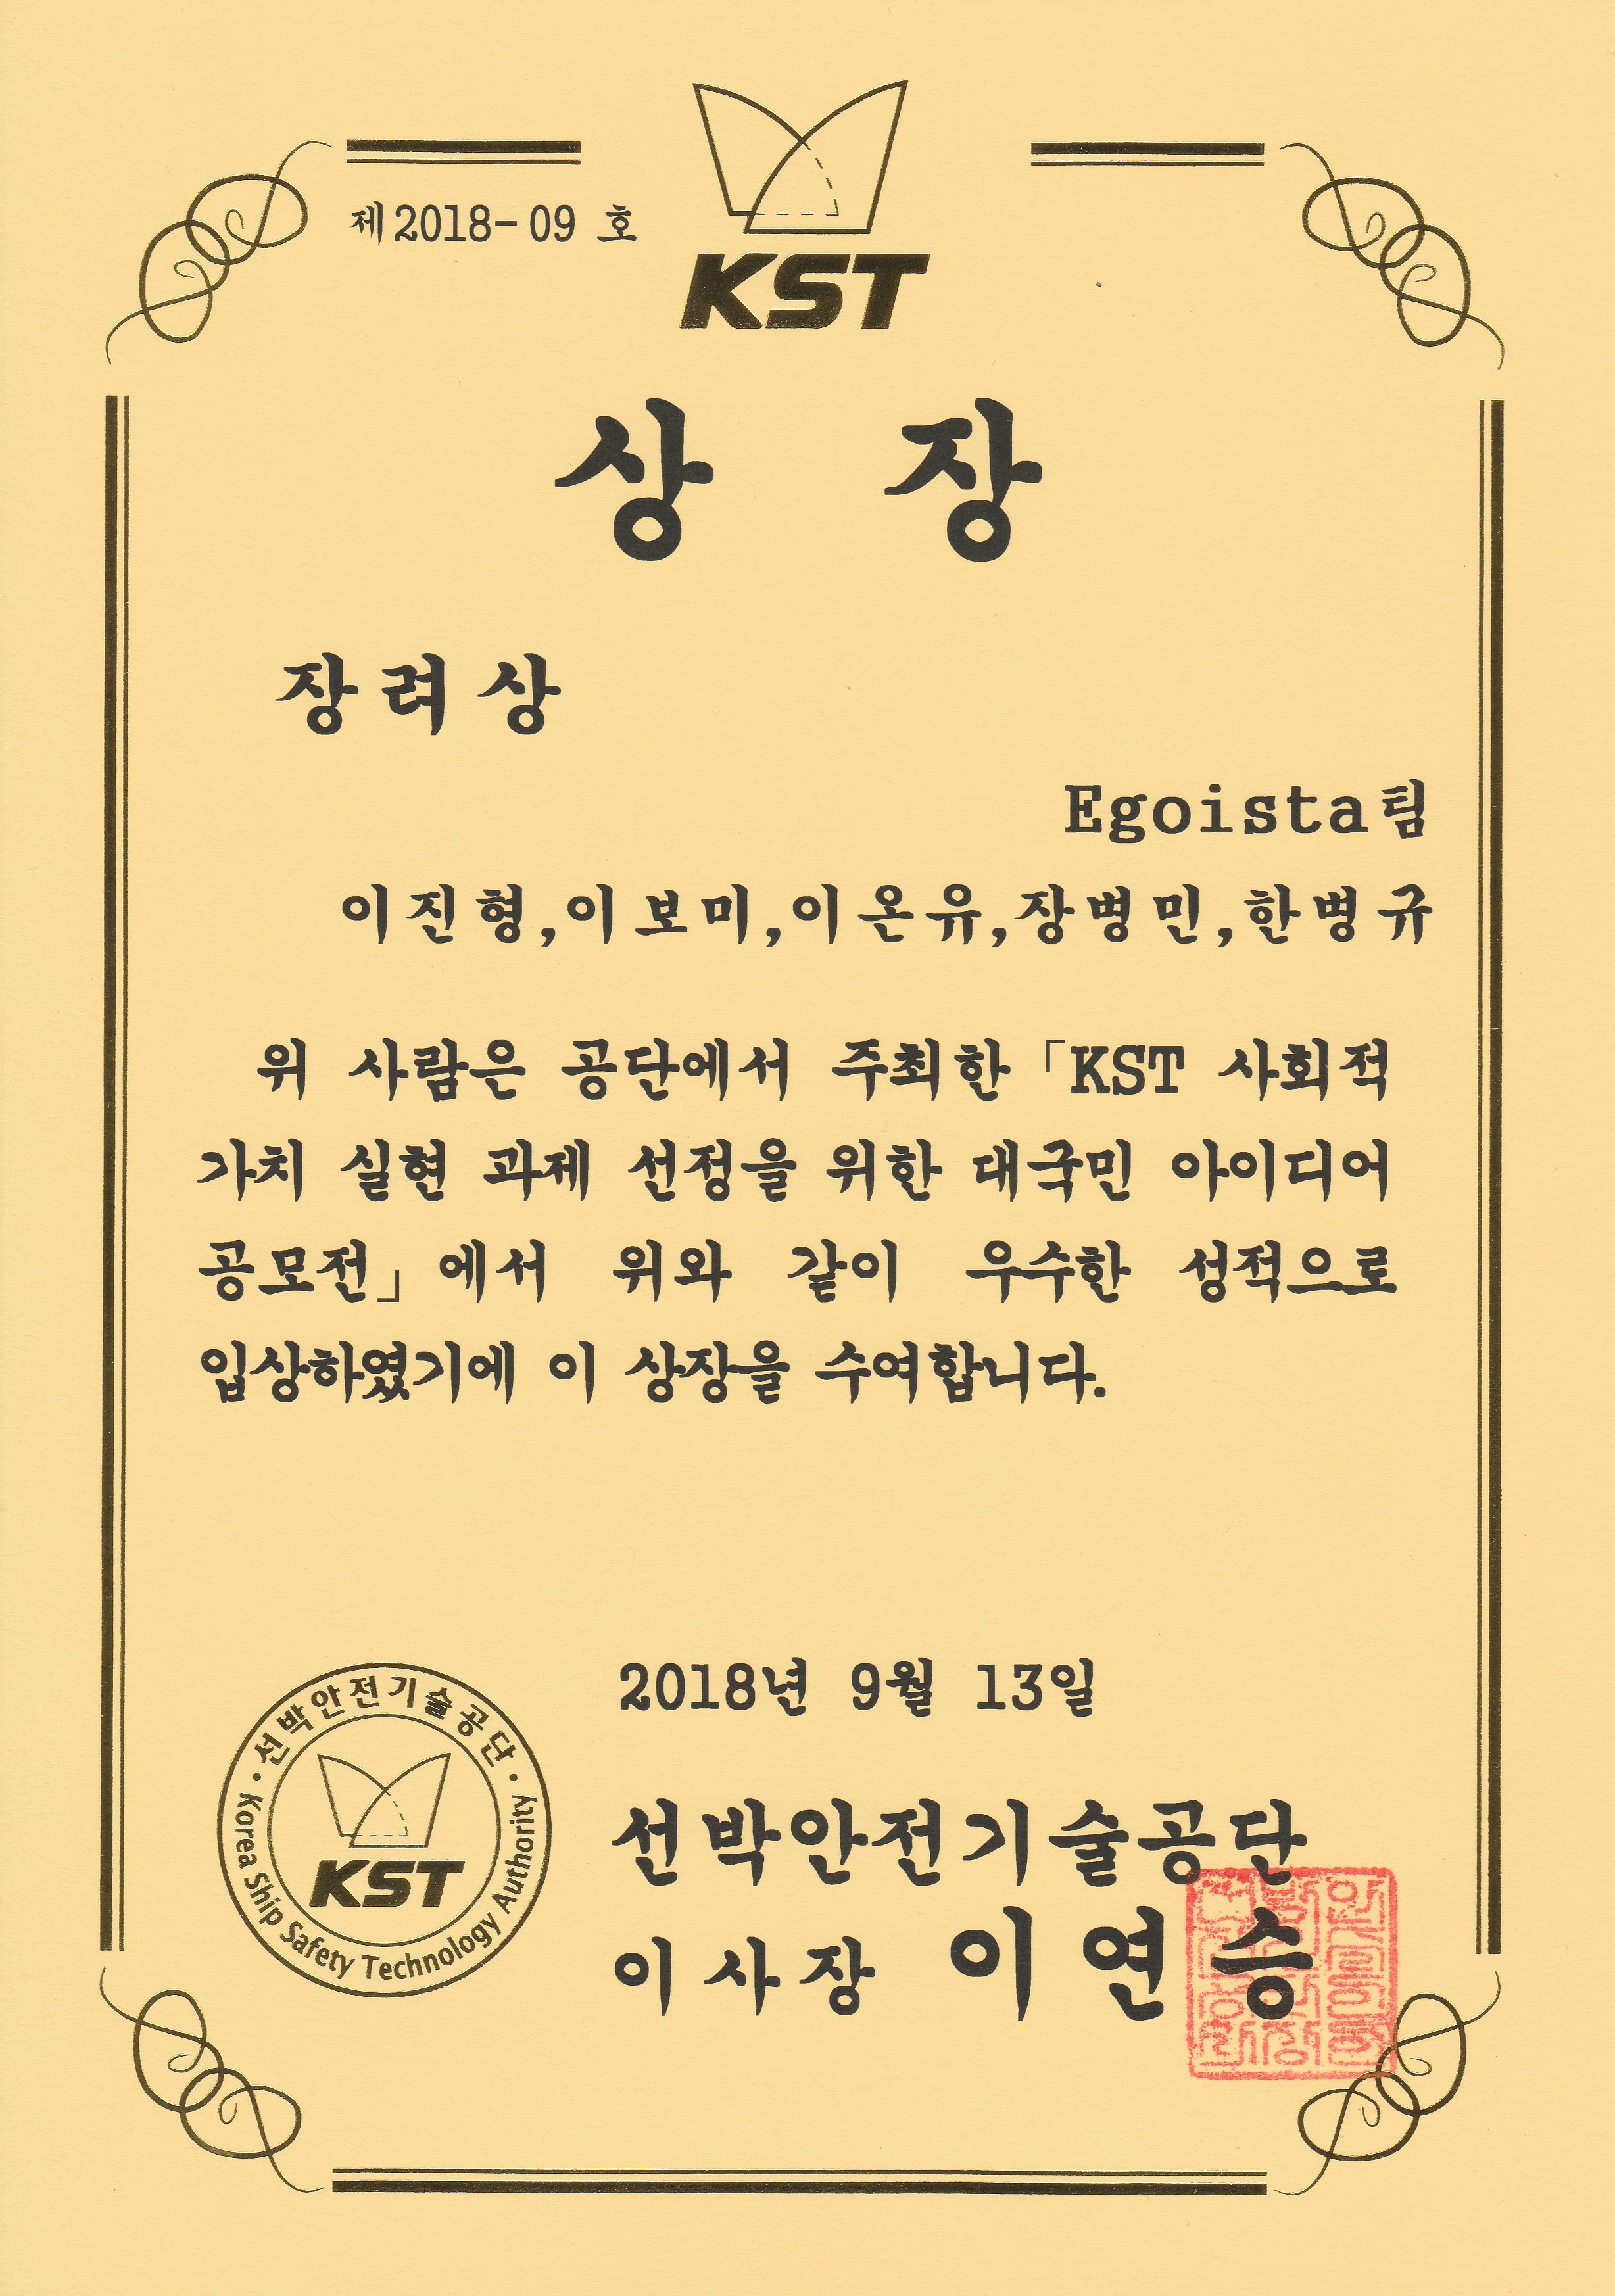 제2018-09 호
KST
상 장
장려상
Egoista팀
이진형,이보미,이온유,장병민,한병규
위 사람은 공단에서 주최한「KST 사회적
가치 실현 과제 선정을 위한 대국민 아이디어
공모전」에서 위와 같이 우수한 성적으로
입상하였기에 이 상장을 수여합니다.
2018년 9월 13일
선박안전기술공단
이사장 이연승
·선박안전기술공단·
KST
Korea Ship Safety Technology Authority